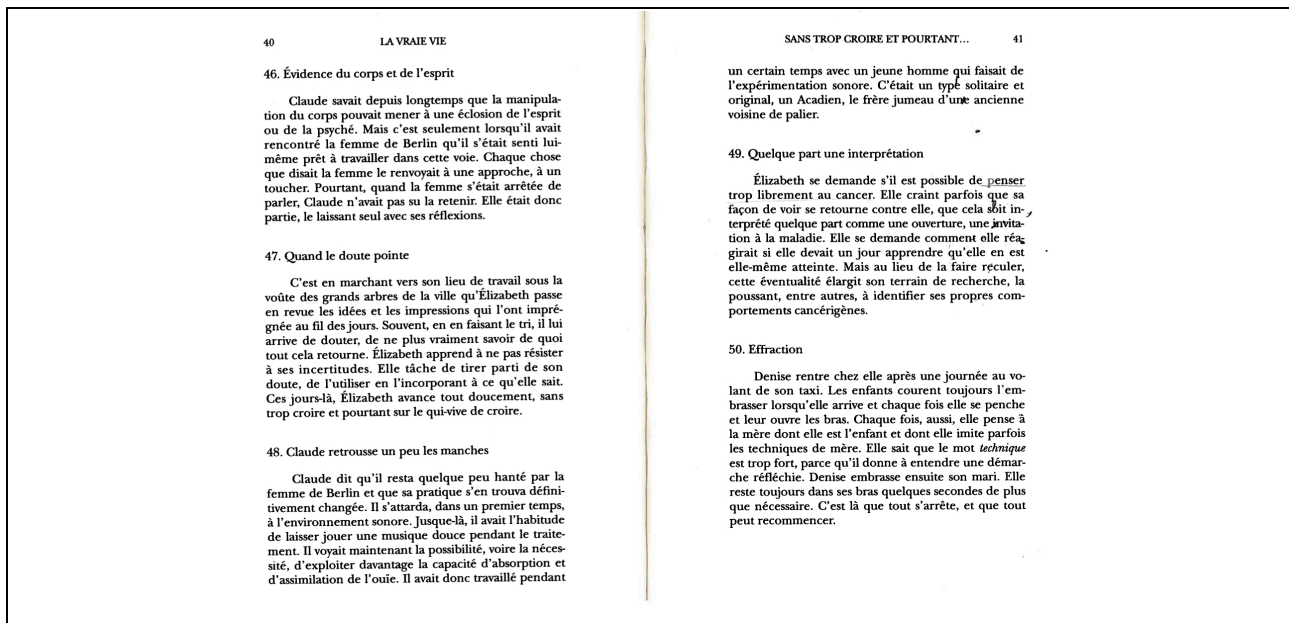 40 LA VRAIE VIE
46. Évidence du corps et de l'esprit
Claude savait depuis longtemps que la manipula-
tion du corps pouvait mener à une éclosion de l'esprit
ou de la psyché. Mais c'est seulement lorsqu'il avait
rencontré la femme de Berlin qu'il s'était senti lui-
même prêt à travailler dans cette voie. Chaque chose
que disait la femme le renvoyait à une approche, à un
toucher. Pourtant, quand la femme s'était arrêtée de
parler, Claude n'avait pas su la retenir. Elle était donc
partie, le laissant seul avec ses réflexions.
47. Quand le doute pointe
C'est en marchant vers son lieu de travail sous la
voûte des grands arbres de la ville qu'Élizabeth passe
en revue les idées et les impressions qui l'ont impré-
gnée au fil des jours. Souvent, en en faisant le tri, il lui
arrive de douter, de ne plus vraiment savoir de quoi
tout cela retourne. Élizabeth apprend à ne pas résister
à ses incertitudes. Elle tâche de tirer parti de son
doute, de l'utiliser en l'incorporant à ce qu'elle sait.
Ces jours-là, Élizabeth avance tout doucement, sans
trop croire et pourtant sur le qui-vive de croire.
48. Claude retrousse un peu les manches
Claude dit qu'il resta quelque peu hanté par la
femme de Berlin et que sa pratique s'en trouva défini-
tivement changée. Il s'attarda, dans un premier temps,
à l'environnement sonore. Jusque-là, il avait l'habitude
de laisser jouer une musique douce pendant le traite-
ment. Il voyait maintenant la possibilité, voire la néces-
sité, d'exploiter davantage la capacité d'absorption et
d'assimilation de l'ouïe. Il avait donc travaillé pendant
SANS TROP CROIRE ET POURTANT... 41
un certain temps avec un jeune homme qui faisait de
l'expérimentation sonore. C'était un type solitaire et
original, un Acadien, le frère jumeau d'une ancienne
voisine de palier.
49. Quelque part une interprétation
Élizabeth se demande s'il est possible de penser
trop librement au cancer. Elle craint parfois que sa
façon de voir se retourne contre elle, que cela soit in-
terprété quelque part comme une ouverture, une invita-
tion à la maladie. Elle se demande comment elle réa-
girait si elle devait un jour apprendre qu'elle en est
elle-même atteinte. Mais au lieu de la faire reculer,
cette éventualité élargit son terrain de recherche, la
poussant, entre autres, à identifier ses propres com-
portements cancérigènes.
50. Effraction
Denise rentre chez elle après une journée au vo-
lant de son taxi. Les enfants courent toujours l'em-
brasser lorsqu'elle arrive et chaque fois elle se penche
et leur ouvre les bras. Chaque fois, aussi, elle pense à
la mère dont elle est l'enfant et dont elle imite parfois
les techniques de mère. Elle sait que le mot technique
est trop fort, parce qu'il donne à entendre une démar-
che réfléchie. Denise embrasse ensuite son mari. Elle
reste toujours dans ses bras quelques secondes de plus
que nécessaire. C'est là que tout s'arrête, et que tout
peut recommencer.